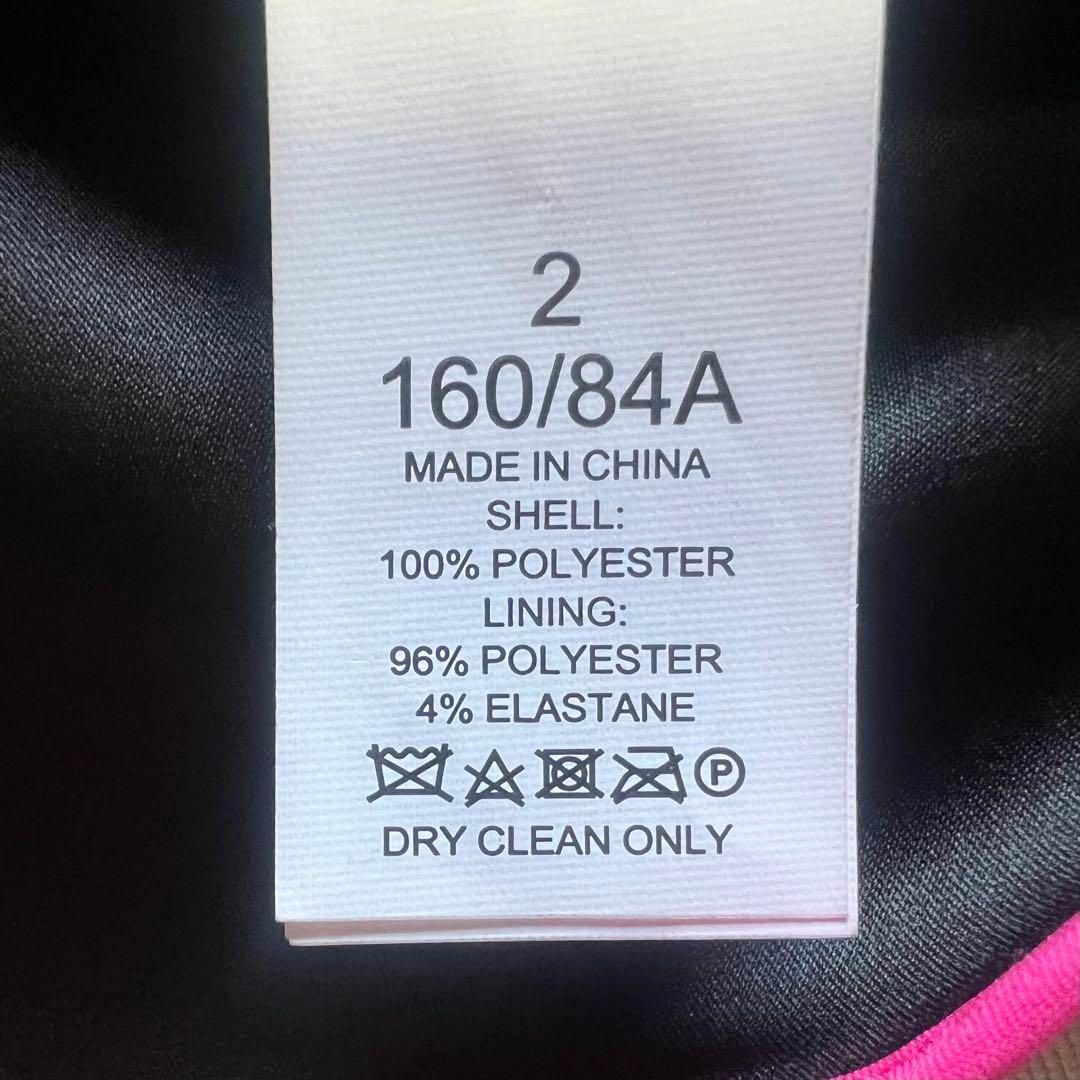 2
160/84A
MADE IN CHINA
SHELL:
100% POLYESTER
LINING:
96% POLYESTER
4% ELASTANE
P
DRY CLEAN ONLY